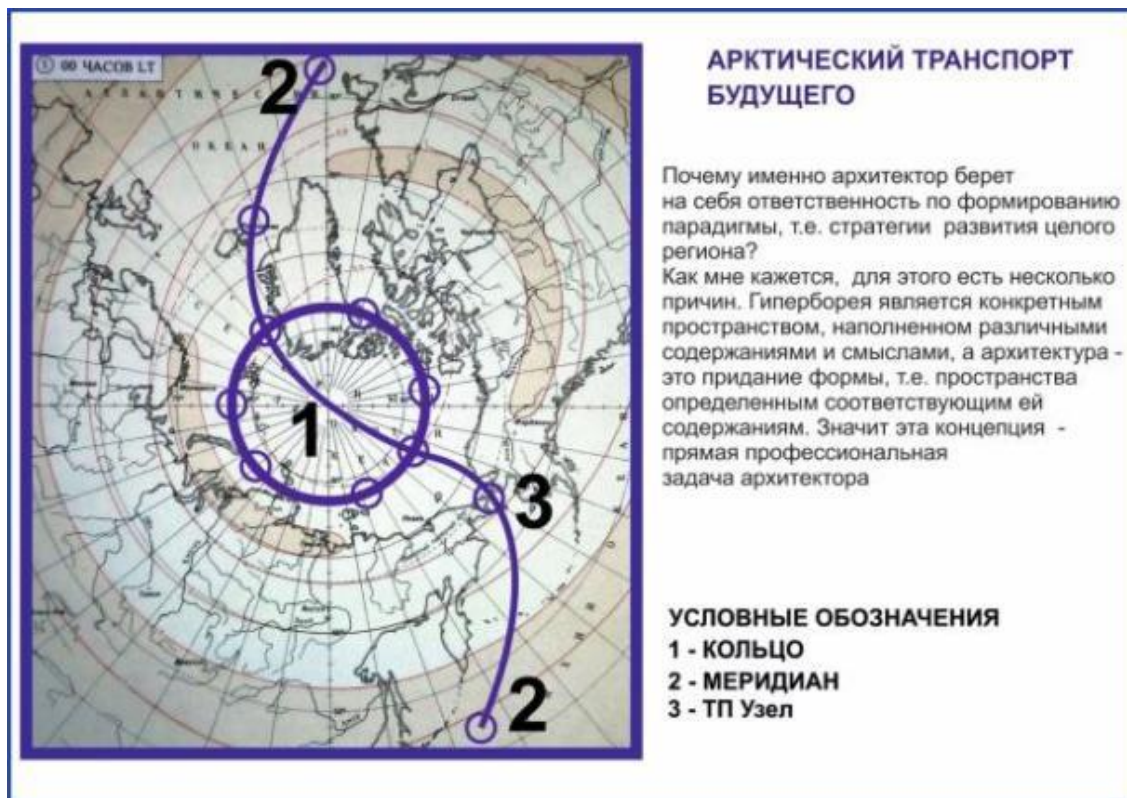 ① 00 ЧАСОВ LT
АТЛАНТИЧЕС
ОКЕАН
2
1
3
2
АРКТИЧЕСКИЙ ТРАНСПОРТ
БУДУЩЕГО
Почему именно архитектор берет
на себя ответственность по формированию
парадигмы, т.е. стратегии развития целого
региона?
Как мне кажется, для этого есть несколько
причин. Гиперборея является конкретным
пространством, наполненном различными
содержаниями и смыслами, а архитектура -
это придание формы, т.е. пространства
определенным соответствующим ей
содержаниям. Значит эта концепция -
прямая профессиональная
задача архитектора
УСЛОВНЫЕ ОБОЗНАЧЕНИЯ
1 - КОЛЬЦО
2 - МЕРИДИАН
3 - ТП Узел